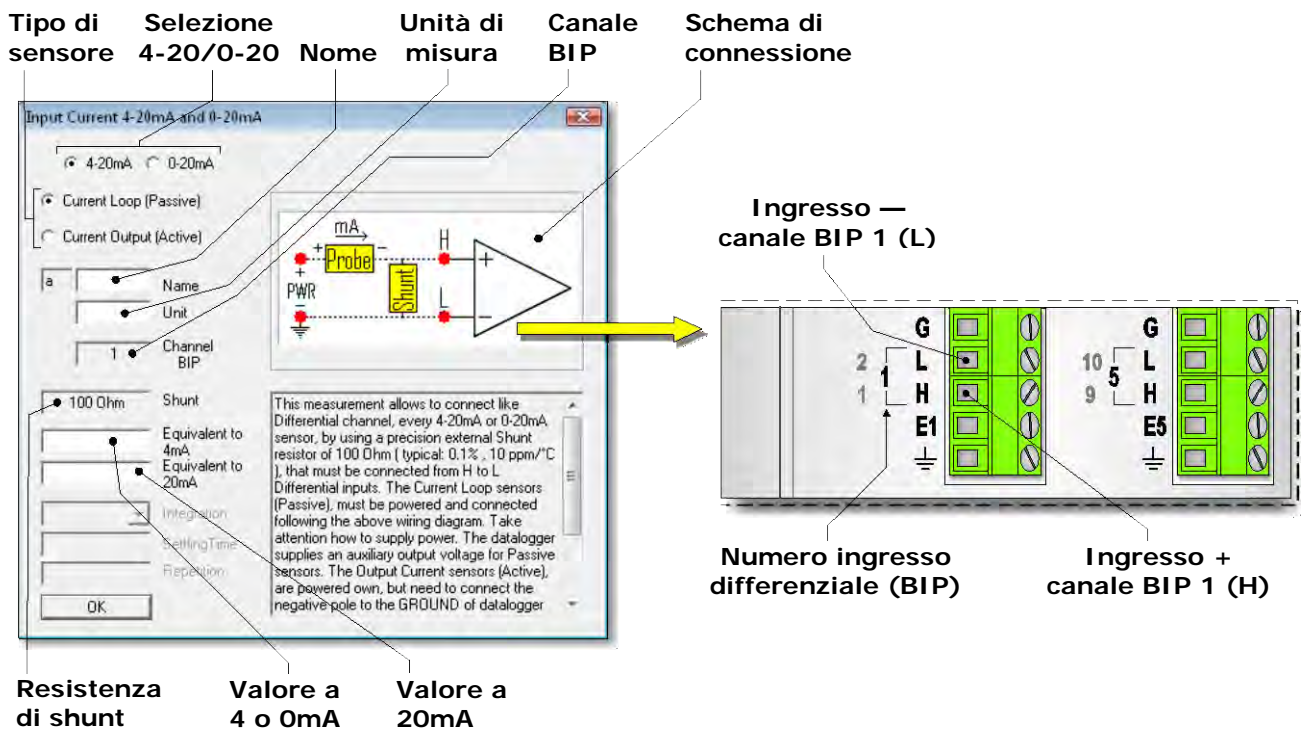 Tipo di sensore
Selezione 4-20/0-20
Nome
Unità di misura
Canale BIP
Schema di connessione
Input Current 4-20mA and 0-20mA
4-20mA
0-20mA
Current Loop (Passive)
Current Output (Active)
a
Name
Unit
1
Channel BIP
100 Ohm
Shunt
Equivalent to 4mA
Equivalent to 20mA
Integration
SettlingTime
Repetition
OK
mA
+ Probe -
H
+
PWR
-
Shunt
L
+
-
This measurement allows to connect like
Differential channel, every 4-20mA or 0-20mA
sensor, by using a precision external Shunt
resistor of 100 Ohm ( typical: 0.1% , 10 ppm/°C
), that must be connected from H to L
Differential inputs. The Current Loop sensors
(Passive), must be powered and connected
following the above wiring diagram. Take
attention how to supply power. The datalogger
supplies an auxiliary output voltage for Passive
sensors. The Output Current sensors (Active),
are powered own, but need to connect the
negative pole to the GROUND of datalogger
Ingresso —
canale BIP 1 (L)
G
2
L
1
1
H
E1
G
10
L
5
9
H
E5
Numero ingresso
differenziale (BIP)
Ingresso +
canale BIP 1 (H)
Resistenza
di shunt
Valore a
4 o 0mA
Valore a
20mA